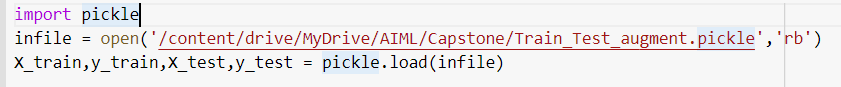 import pickle
infile = open('/content/drive/MyDrive/AIML/Capstone/Train_Test_augment.pickle','rb')
X_train,y_train,X_test,y_test = pickle.load(infile)